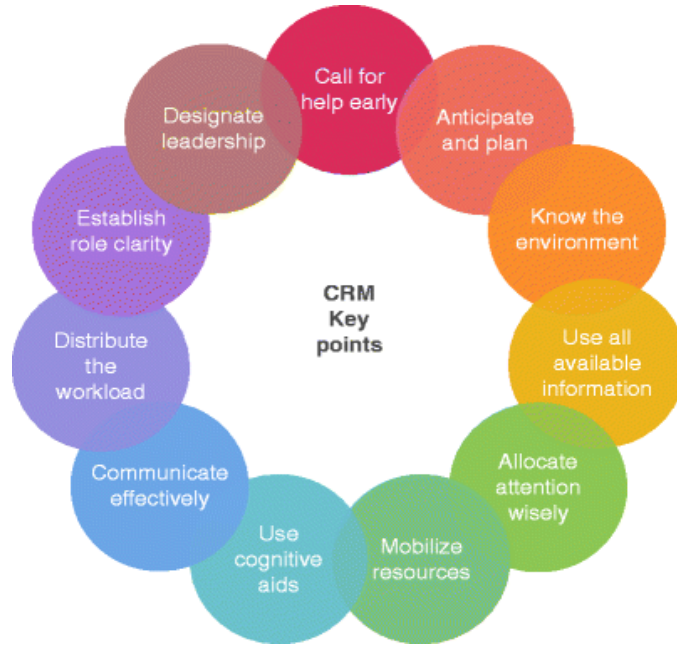 Call for
help early
Anticipate
and plan
Know the
environment
Use all
available
information
Allocate
attention
wisely
Mobilize
resources
Use
cognitive
aids
Communicate
effectively
Distribute
the
workload
Establish
role clarity
Designate
leadership
CRM
Key
points